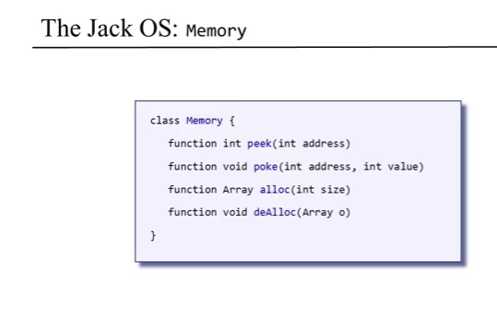 The Jack OS: Memory
class Memory {
function int peek(int address)
function void poke(int address, int value)
function Array alloc(int size)
function void deAlloc(Array o)
}